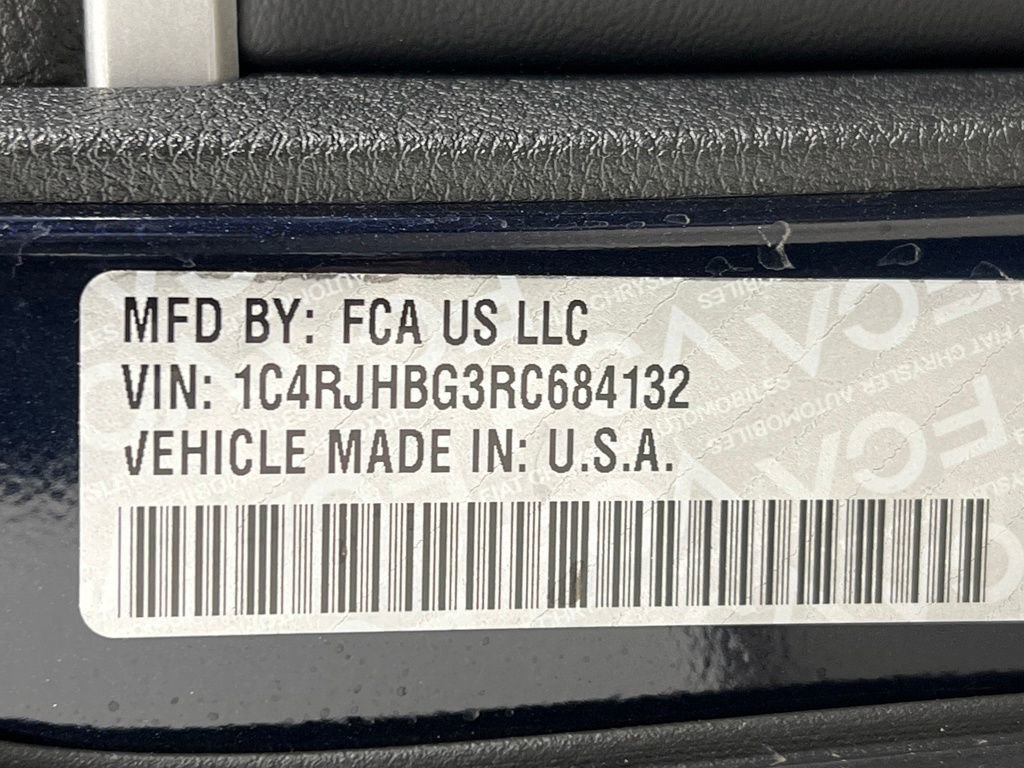 MFD BY: FCA US LLC
VIN: 1C4RJHBG3RC684132
VEHICLE MADE IN: U.S.A.